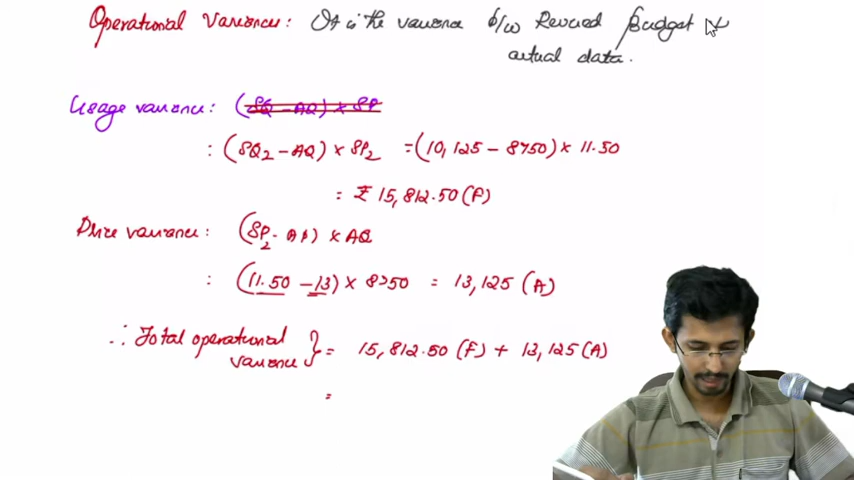 Operational Variances: It is the variance b/w Revised Budget &
actual data.
Usage variance: (SQ - AQ) × SP
: (SQ2 - AQ) × SP2 = (10,125 - 8750) × 11.50
= ₹ 15,812.50 (F)
Price variance: (SP2 - AP) × AQ
: (11.50 - 13) × 8750 = 13,125 (A)
∴ Total operational variance } = 15,812.50 (F) + 13,125 (A)
=